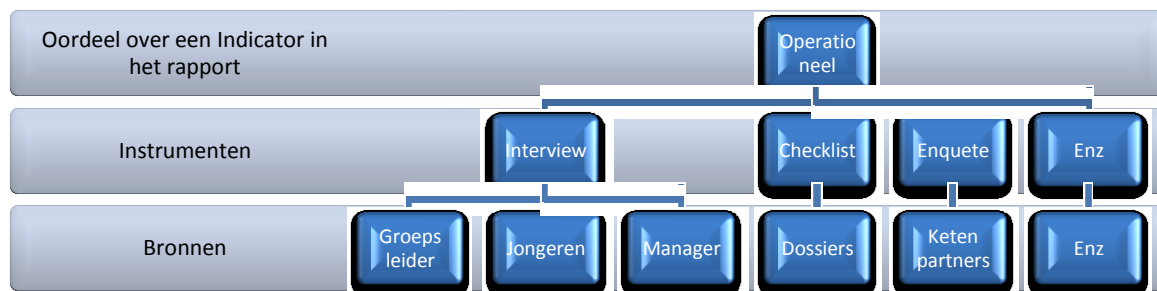 Oordeel over een Indicator in
het rapport
Operatio
neel
Instrumenten
Interview
Checklist
Enquete
Enz
Bronnen
Groeps
leider
Jongeren
Manager
Dossiers
Keten
partners
Enz